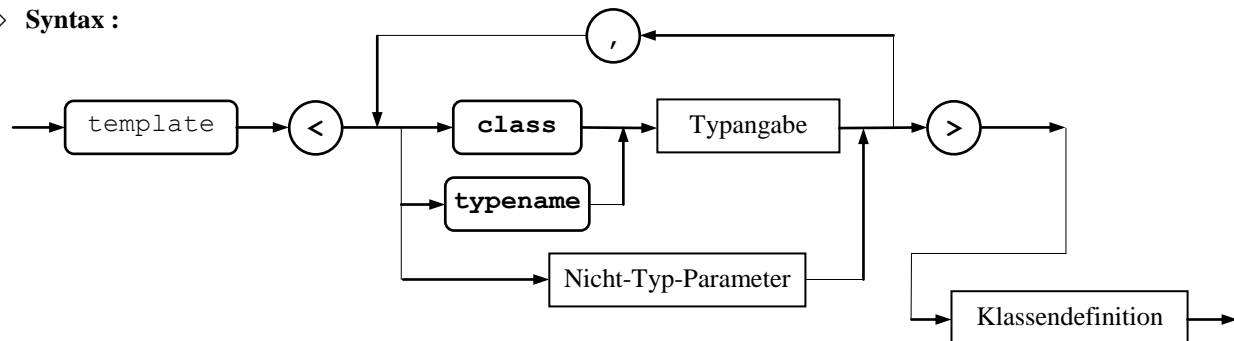 Syntax :
,
template < class Typangabe >
typename
Nicht-Typ-Parameter
Klassendefinition